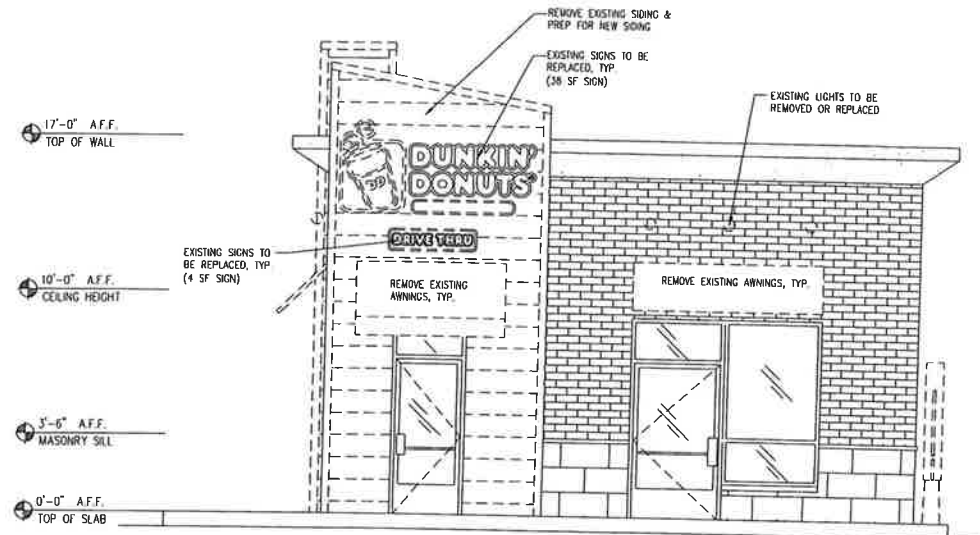 REMOVE EXISTING SIDING &
PREP FOR NEW SIDING
EXISTING SIGNS TO BE
REPLACED, TYP.
(38 SF SIGN)
EXISTING LIGHTS TO BE
REMOVED OR REPLACED
17'-0" A.F.F.
TOP OF WALL
DUNKIN'
DONUTS
DD
DRIVE THRU
EXISTING SIGNS TO
BE REPLACED, TYP
(4 SF SIGN)
10'-0" A.F.F.
CEILING HEIGHT
REMOVE EXISTING
AWNINGS, TYP.
REMOVE EXISTING AWNINGS, TYP.
3'-6" A.F.F.
MASONRY SILL
0'-0" A.F.F.
TOP OF SLAB